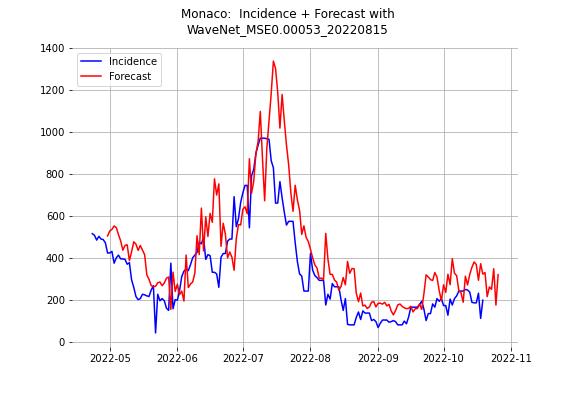 Monaco:  Incidence + Forecast with
WaveNet_MSE0.00053_20220815
1400
1200
1000
800
600
400
200
0
Incidence
Forecast
2022-05 2022-06 2022-07 2022-08 2022-09 2022-10 2022-11